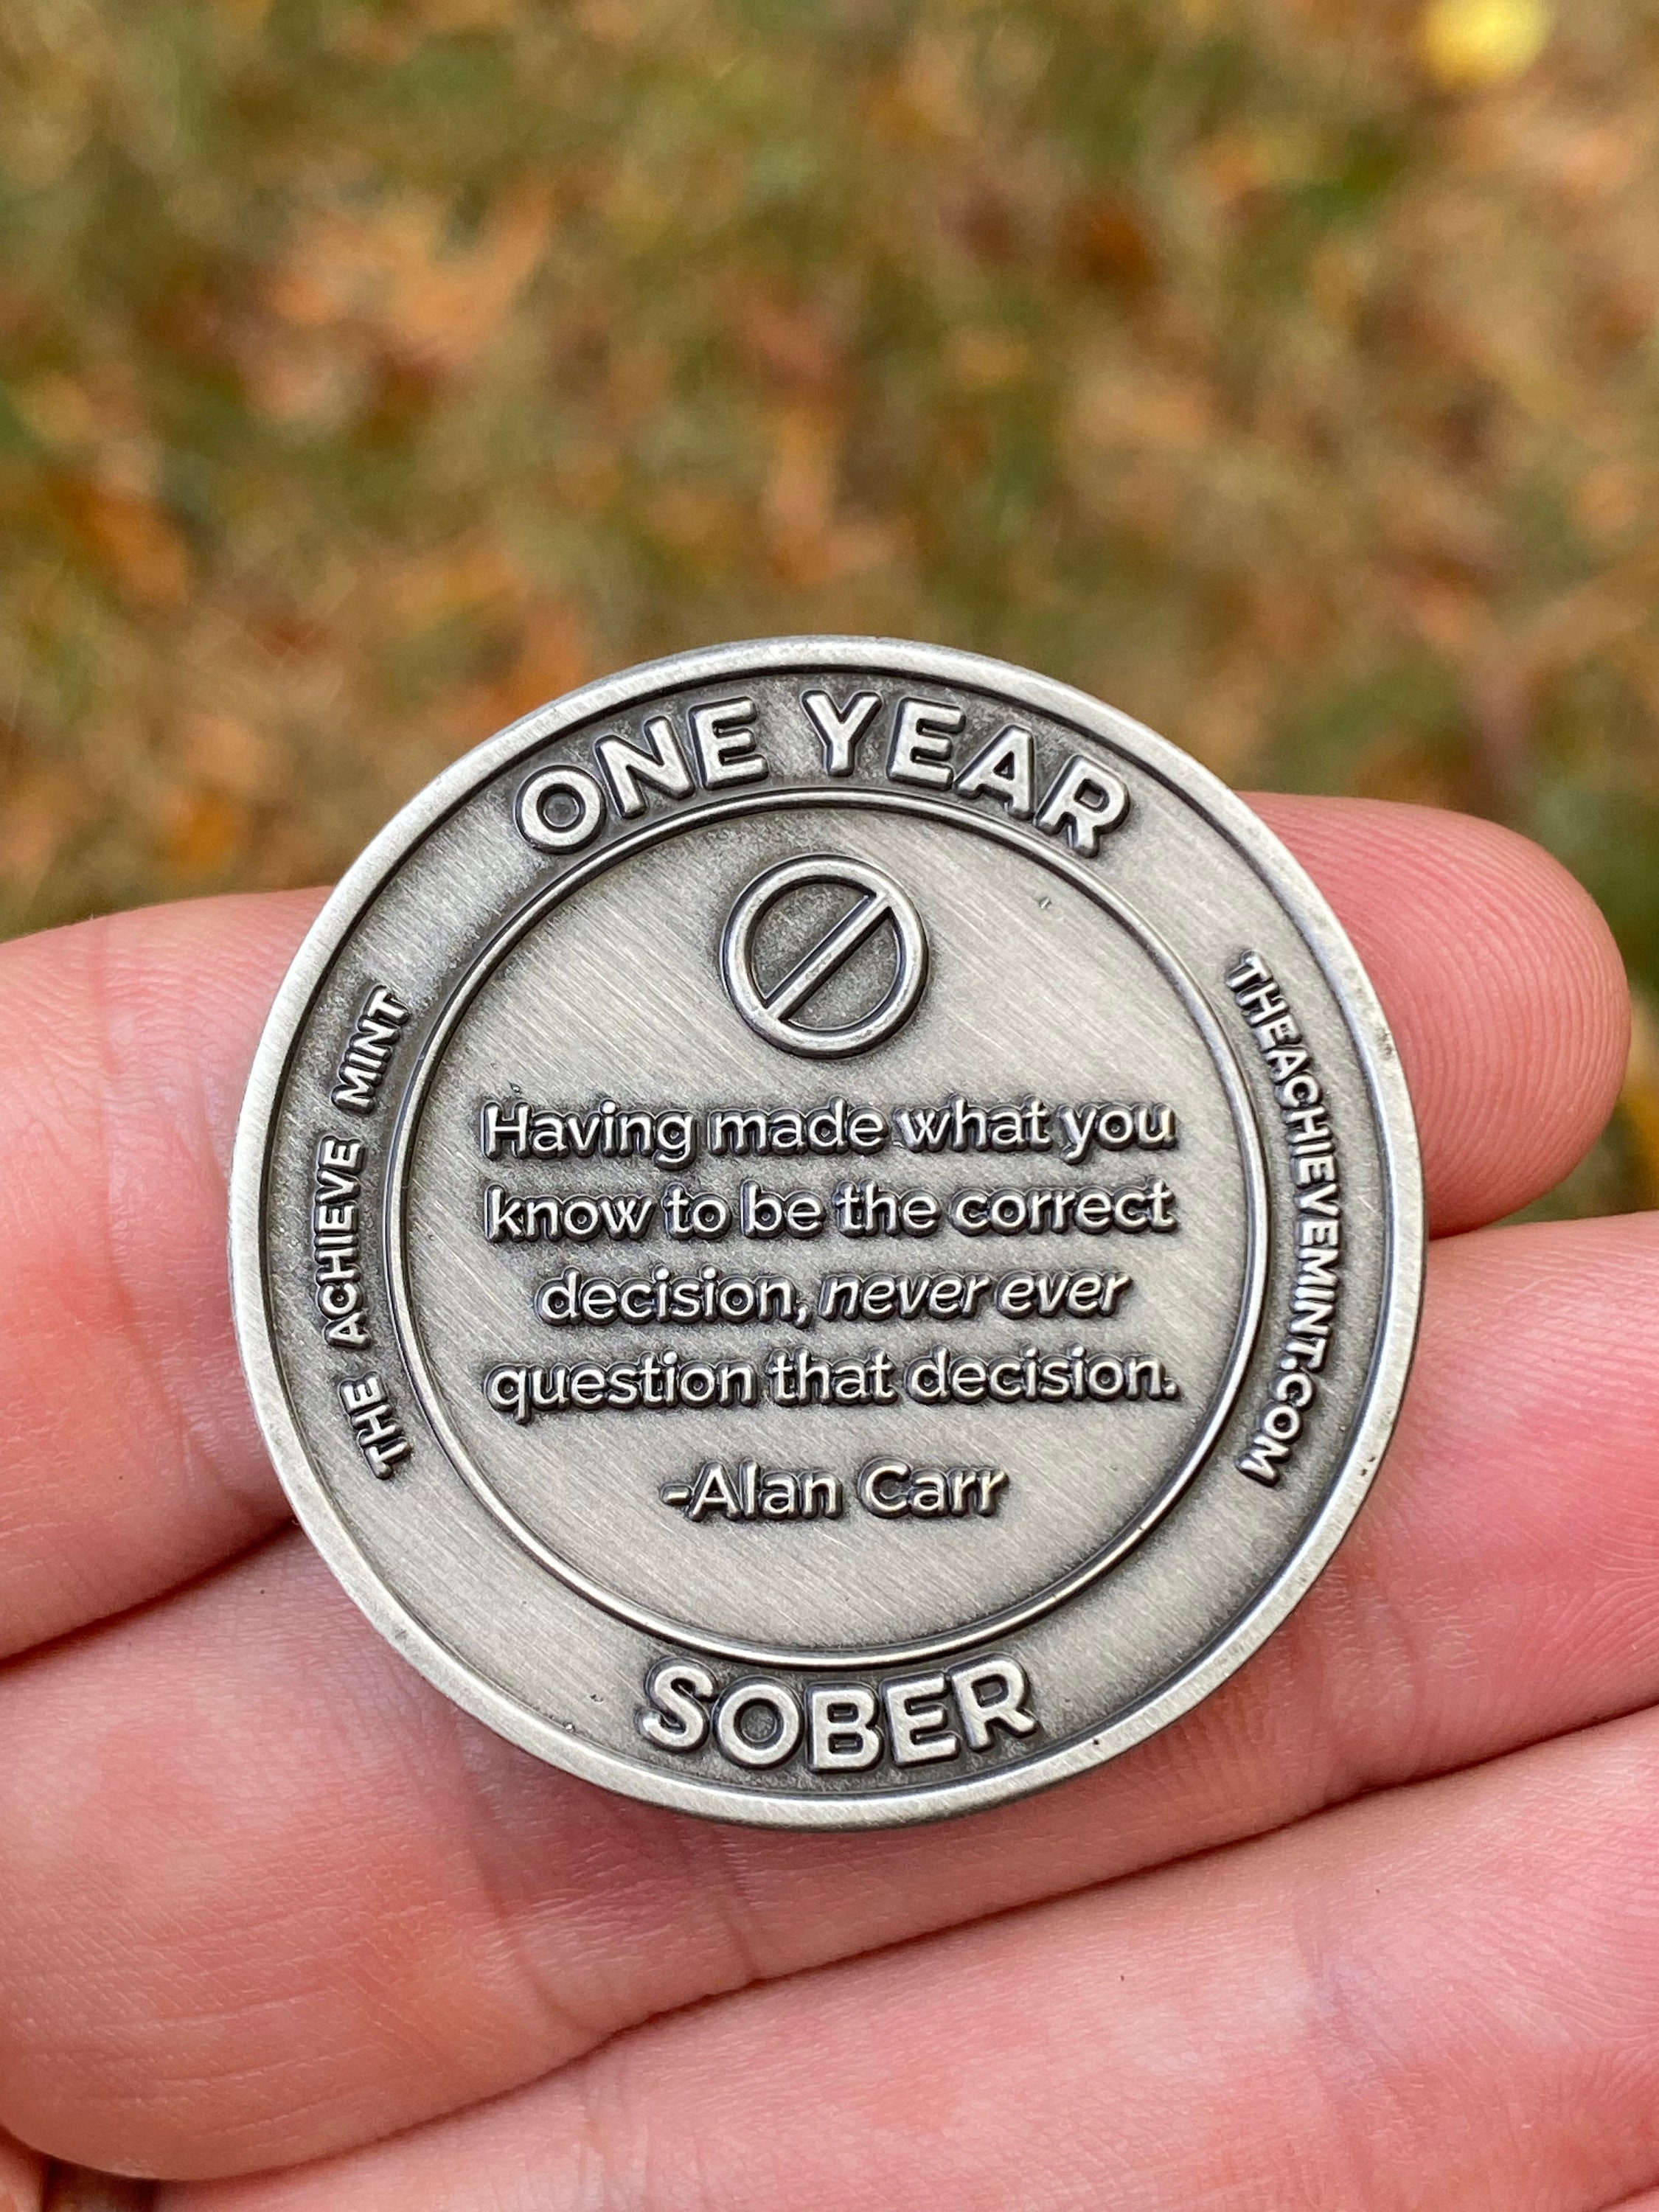 ONE YEAR
THE ACHIEVE MINT
THEACHIEVEMINT.COM
Having made what you
know to be the correct
decision, never ever
question that decision.
-Alan Carr
SOBER